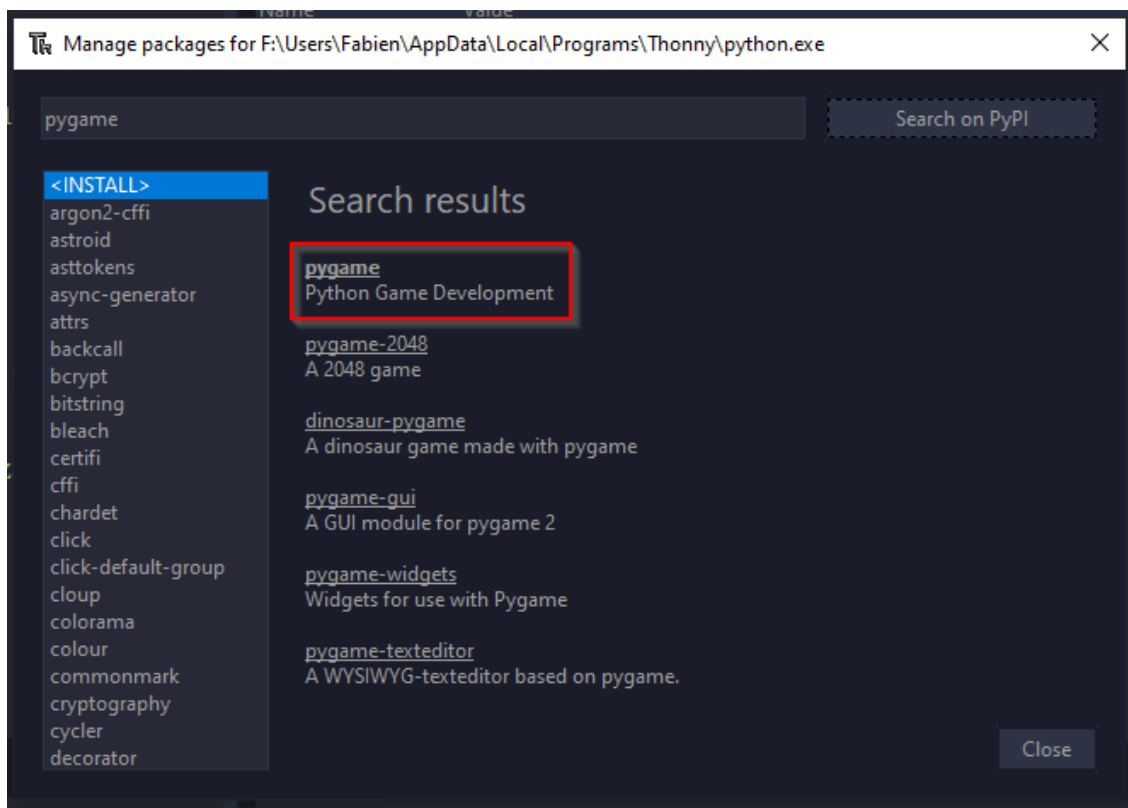 Name Value
Manage packages for F:\Users\Fabien\AppData\Local\Programs\Thonny\python.exe
pygame
Search on PyPI
<INSTALL>
argon2-cffi
astroid
asttokens
async-generator
attrs
backcall
bcrypt
bitstring
bleach
certifi
cffi
chardet
click
click-default-group
cloup
colorama
colour
commonmark
cryptography
cycler
decorator
Search results
pygame
Python Game Development
pygame-2048
A 2048 game
dinosaur-pygame
A dinosaur game made with pygame
pygame-gui
A GUI module for pygame 2
pygame-widgets
Widgets for use with Pygame
pygame-texteditor
A WYSIWYG-texteditor based on pygame.
Close